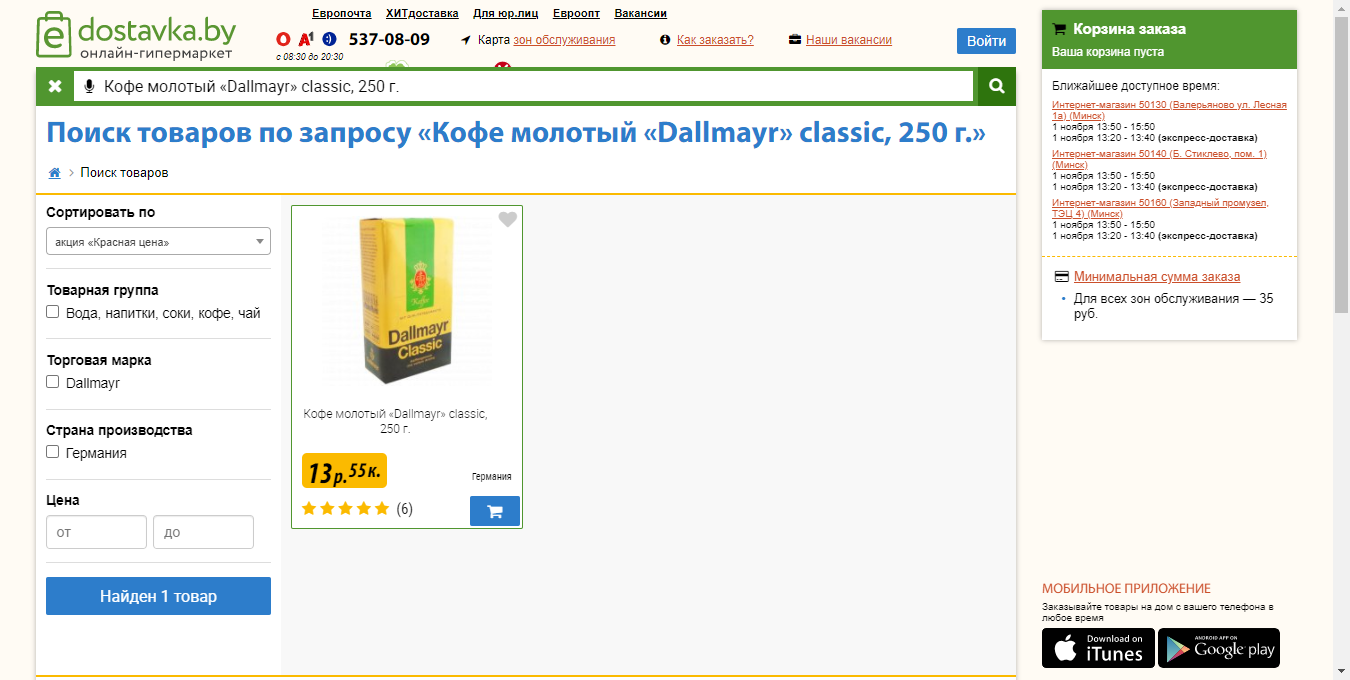 Европочта ХИТдоставка Для юр.лиц Евроопт Вакансии
edostavka.by
онлайн-гипермаркет
537-08-09
с 08:30 до 20:30
Карта зон обслуживания
Как заказать?
Наши вакансии
Войти
Кофе молотый «Dallmayr» classic, 250 г.
Поиск товаров по запросу «Кофе молотый «Dallmayr» classic, 250 г.»
Поиск товаров
Сортировать по
акция «Красная цена»
Товарная группа
Вода, напитки, соки, кофе, чай
Торговая марка
Dallmayr
Страна производства
Германия
Цена
от до
Найден 1 товар
Dallmayr
Classic
Кофе молотый «Dallmayr» classic,
250 г.
13р.55к.
Германия
(6)
Корзина заказа
Ваша корзина пуста
Ближайшее доступное время:
Интернет-магазин 50130 (Валерьяново ул. Лесная
1а) (Минск)
1 ноября 13:50 - 15:50
1 ноября 13:20 - 13:40 (экспресс-доставка)
Интернет-магазин 50140 (Б. Стиклево, пом. 1)
(Минск)
1 ноября 13:50 - 15:50
1 ноября 13:20 - 13:40 (экспресс-доставка)
Интернет-магазин 50160 (Западный промузел,
ТЭЦ 4) (Минск)
1 ноября 13:50 - 15:50
1 ноября 13:20 - 13:40 (экспресс-доставка)
Минимальная сумма заказа
Для всех зон обслуживания — 35
руб.
МОБИЛЬНОЕ ПРИЛОЖЕНИЕ
Заказывайте товары на дом с вашего телефона в
любое время
Download on
iTunes
ANDROID APP ON
Google play